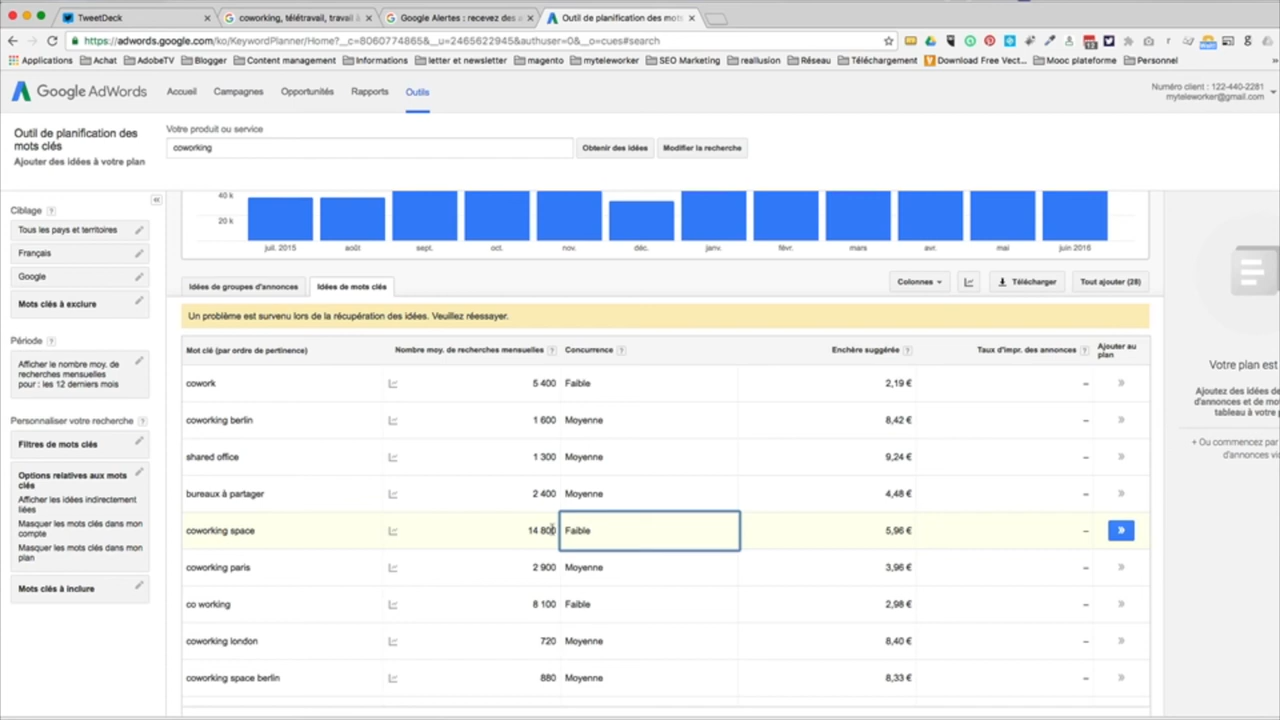 TweetDeck
coworking, télétravail, travail à
Google Alertes : recevez des a
Outil de planification des mots
https://adwords.google.com/ko/KeywordPlanner/Home?__c=8060774865&__u=2465622945&authuser=0&__o=cues#search
Applications Achat AdobeTV Blogger Content management Informations letter et newsletter magento myteleworker SEO Marketing reallusion Réseau Téléchargement Download Free Vect... Mooc plateforme Personnel
Google AdWords Accueil Campagnes Opportunités Rapports Outils
Numéro client : 122-440-2281
myteleworker@gmail.com
Outil de planification des
mots clés
Ajouter des idées à votre plan
Votre produit ou service
coworking Obtenir des idées Modifier la recherche
Ciblage ?
Tous les pays et territoires
Français
Google
Mots clés à exclure
Période ?
Afficher le nombre moy. de
recherches mensuelles
pour : les 12 derniers mois
Personnaliser votre recherche ?
Filtres de mots clés
Options relatives aux mots
clés
Afficher les idées indirectement
liées
Masquer les mots clés dans mon
compte
Masquer les mots clés dans mon
plan
Mots clés à inclure
40 k
20 k
juil. 2015 août sept. oct. nov. déc. janv. févr. mars avr. mai juin 2016
Idées de groupes d'annonces Idées de mots clés Colonnes Télécharger Tout ajouter (28)
Un problème est survenu lors de la récupération des idées. Veuillez réessayer.
Mot clé (par ordre de pertinence) Nombre moy. de recherches mensuelles ? Concurrence ? Enchère suggérée ? Taux d'impr. des annonces ? Ajouter au
plan
cowork 5 400 Faible 2,19 € – »
coworking berlin 1 600 Moyenne 8,42 € – »
shared office 1 300 Moyenne 9,24 € – »
bureaux à partager 2 400 Moyenne 4,48 € – »
coworking space 14 800 Faible 5,96 € – »
coworking paris 2 900 Moyenne 3,96 € – »
co working 8 100 Faible 2,98 € – »
coworking london 720 Moyenne 8,40 € – »
coworking space berlin 880 Moyenne 8,33 € – »
Votre plan est
Ajoutez des idées de
d'annonces et de mo
tableau à votre p
+ Ou commencez par
d'annonces vi